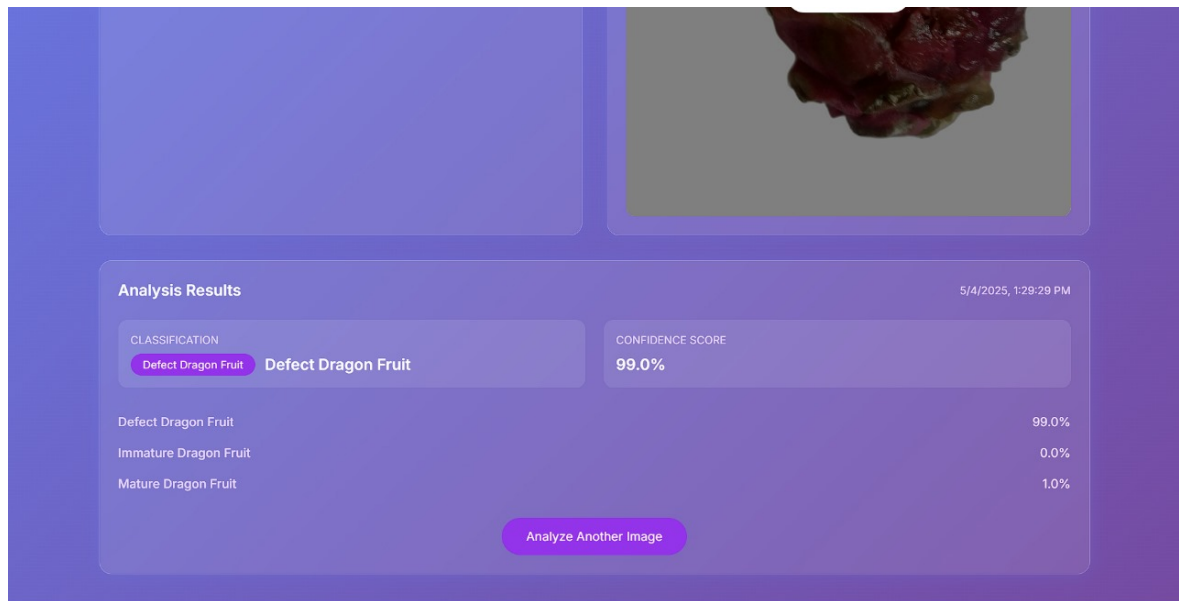 Analysis Results
5/4/2025, 1:29:29 PM
CLASSIFICATION
Defect Dragon Fruit Defect Dragon Fruit
CONFIDENCE SCORE
99.0%
Defect Dragon Fruit 99.0%
Immature Dragon Fruit 0.0%
Mature Dragon Fruit 1.0%
Analyze Another Image